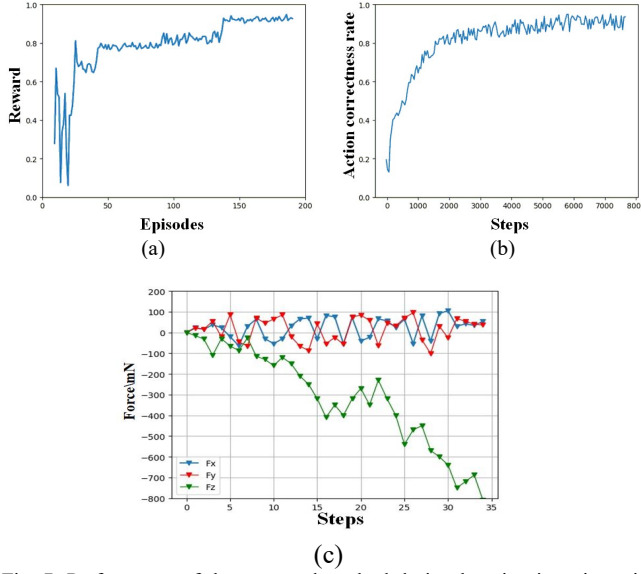 1.0
0.8
0.6
0.4
0.2
0.0
Reward
0 50 100 150 200
Episodes
(a)
1.0
0.8
0.6
0.4
0.2
0.0
Action correctness rate
0 1000 2000 3000 4000 5000 6000 7000 800
Steps
(b)
200
100
0
−100
−200
−300
−400
−500
−600
−700
−800
Force\mN
Fx
Fy
Fz
0 5 10 15 20 25 30 35
Steps
(c)